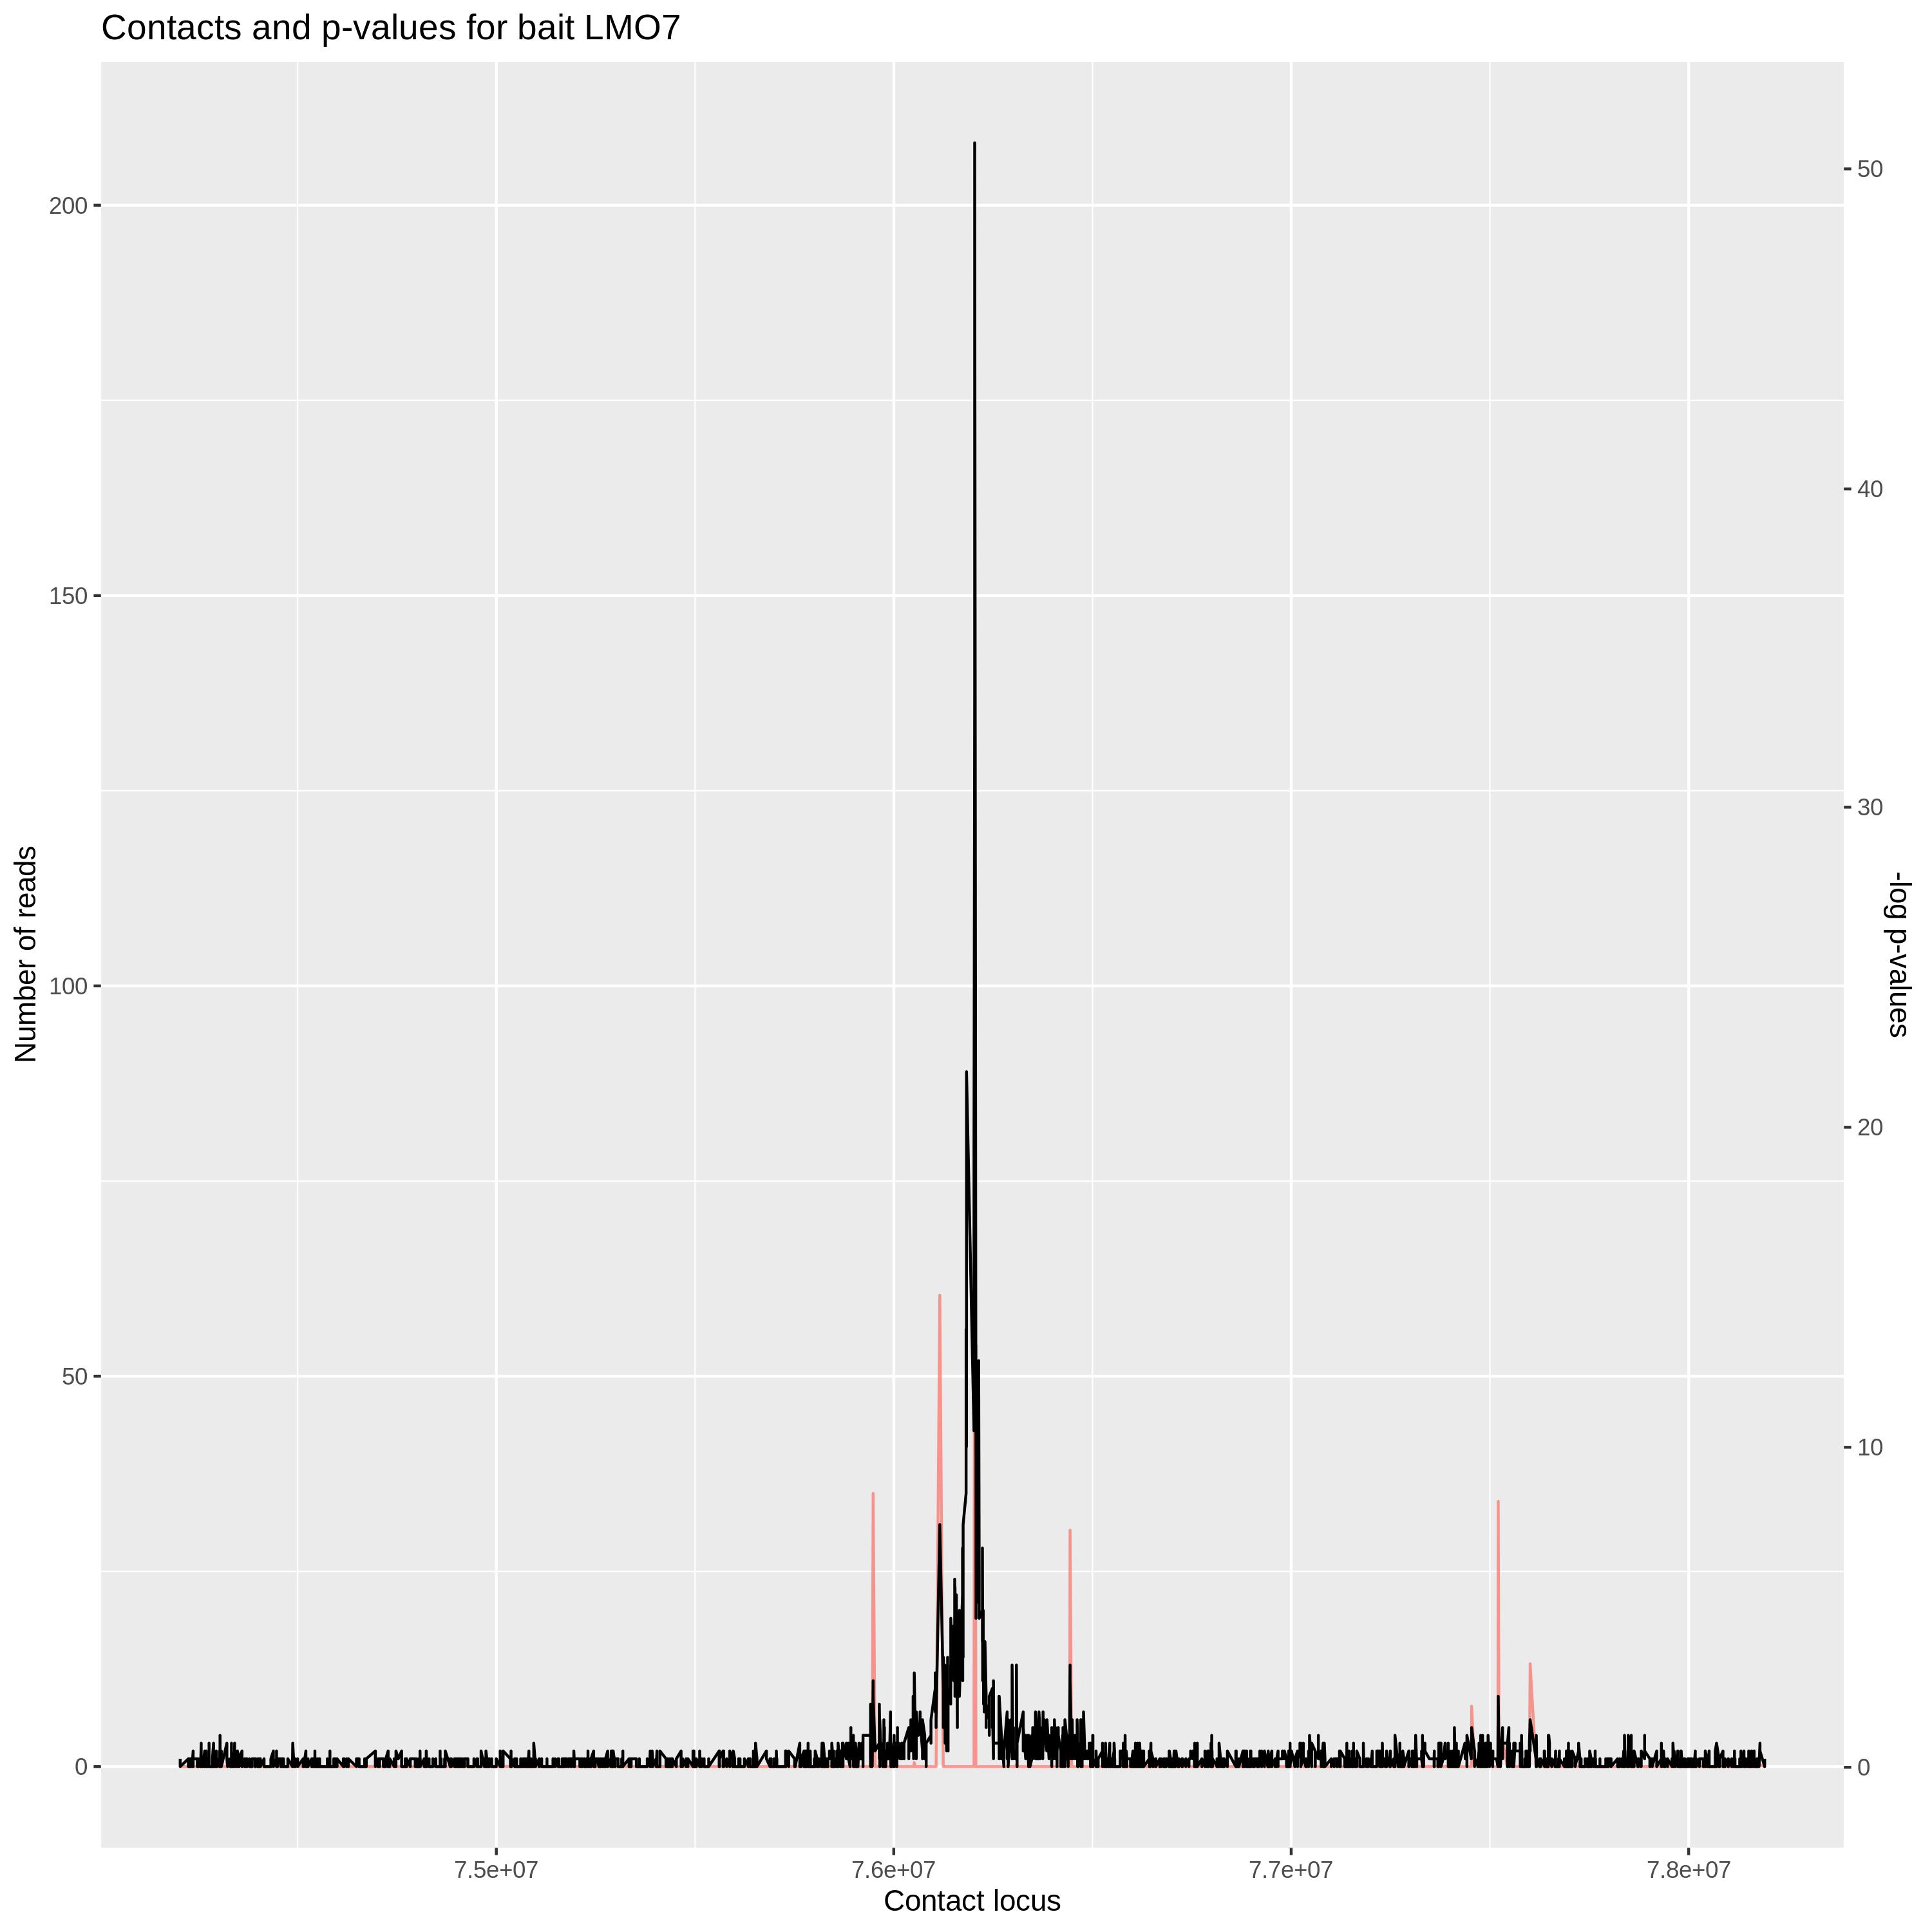 Contacts and p-values for bait LMO7
200
150
100
50
0
Number of reads
50
40
30
20
10
0
-log p-values
7.5e+07
7.6e+07
7.7e+07
7.8e+07
Contact locus